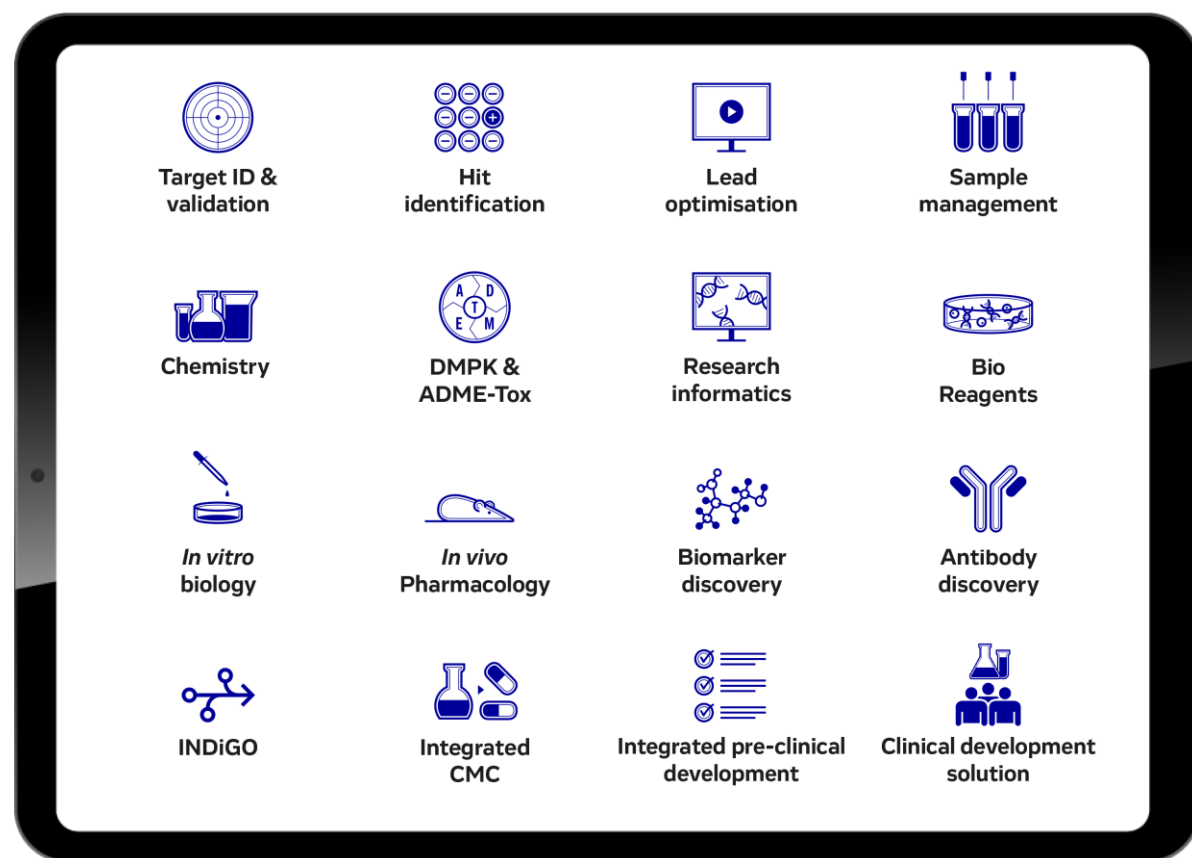 Target ID &
validation
Hit
identification
Lead
optimisation
Sample
management
Chemistry
A D
T
E M
DMPK &
ADME-Tox
Research
informatics
Bio
Reagents
In vitro
biology
In vivo
Pharmacology
Biomarker
discovery
Antibody
discovery
INDiGO
Integrated
CMC
Integrated pre-clinical
development
Clinical development
solution